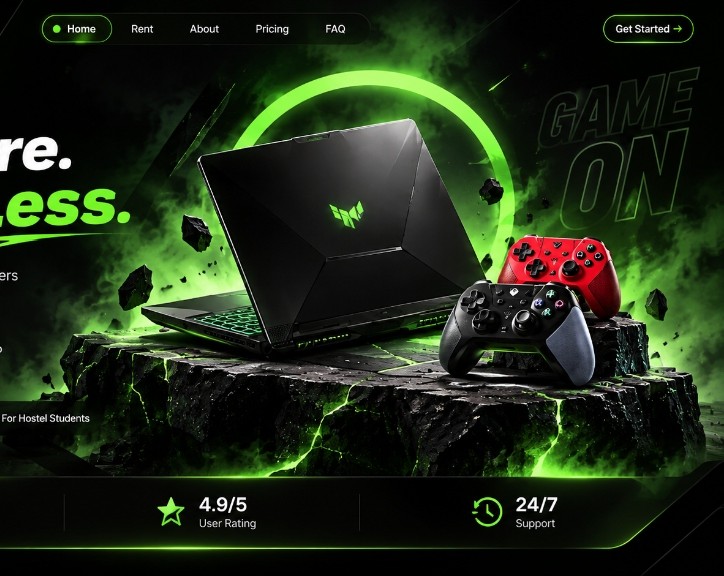 Home
Rent
About
Pricing
FAQ
Get Started →
GAME
ON
re.
Less.
ers
For Hostel Students
4.9/5
User Rating
24/7
Support